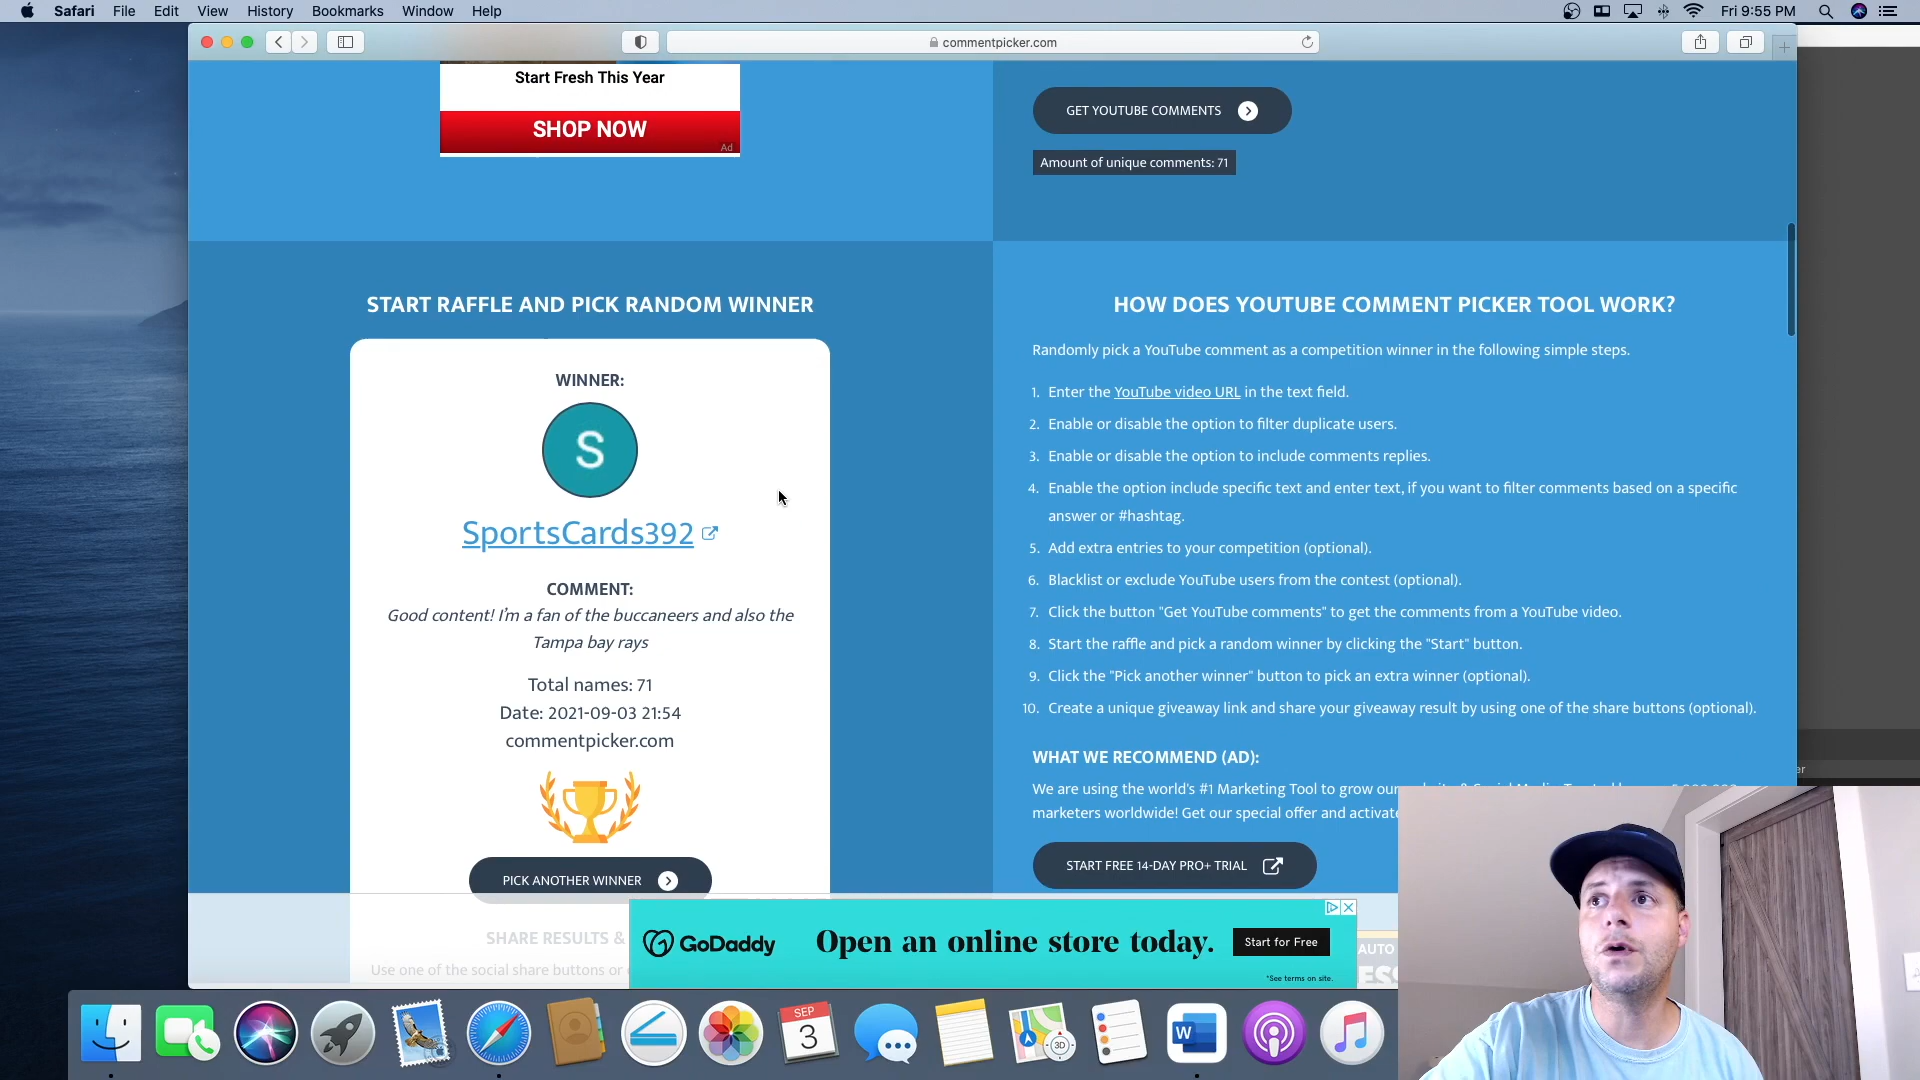 Safari File Edit View History Bookmarks Window Help
Fri 9:55 PM
commentpicker.com
Start Fresh This Year
SHOP NOW
Ad
GET YOUTUBE COMMENTS
Amount of unique comments: 71
START RAFFLE AND PICK RANDOM WINNER
WINNER:
S
SportsCards392
COMMENT:
Good content! I'm a fan of the buccaneers and also the
Tampa bay rays
Total names: 71
Date: 2021-09-03 21:54
commentpicker.com
PICK ANOTHER WINNER
SHARE RESULTS &
Use one of the social share buttons or
HOW DOES YOUTUBE COMMENT PICKER TOOL WORK?
Randomly pick a YouTube comment as a competition winner in the following simple steps.
1. Enter the YouTube video URL in the text field.
2. Enable or disable the option to filter duplicate users.
3. Enable or disable the option to include comments replies.
4. Enable the option include specific text and enter text, if you want to filter comments based on a specific
answer or #hashtag.
5. Add extra entries to your competition (optional).
6. Blacklist or exclude YouTube users from the contest (optional).
7. Click the button "Get YouTube comments" to get the comments from a YouTube video.
8. Start the raffle and pick a random winner by clicking the "Start" button.
9. Click the "Pick another winner" button to pick an extra winner (optional).
10. Create a unique giveaway link and share your giveaway result by using one of the share buttons (optional).
WHAT WE RECOMMEND (AD):
We are using the world's #1 Marketing Tool to grow our
marketers worldwide! Get our special offer and activate
START FREE 14-DAY PRO+ TRIAL
AUTO
GoDaddy
Open an online store today.
Start for Free
*See terms on site.
SEP
3
3D
W